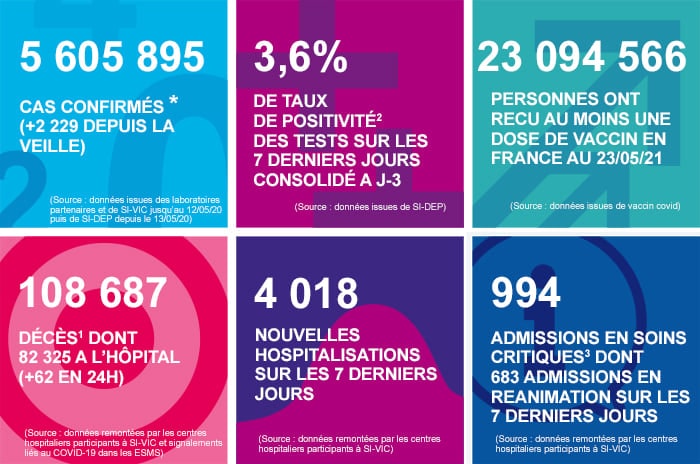 5 605 895
CAS CONFIRMÉS *
(+2 229 DEPUIS LA
VEILLE)
(Source : données issues des laboratoires
partenaires et de SI-VIC jusqu'au 12/05/20
puis de SI-DEP depuis le 13/05/20)
3,6%
DE TAUX
DE POSITIVITÉ²
DES TESTS SUR LES
7 DERNIERS JOURS
CONSOLIDÉ A J-3
(Source : données issues de SI-DEP)
23 094 566
PERSONNES ONT
RECU AU MOINS UNE
DOSE DE VACCIN EN
FRANCE AU 23/05/21
(Source : données issues de vaccin covid)
108 687
DÉCÈS¹ DONT
82 325 A L'HÔPITAL
(+62 EN 24H)
(Source : données remontées par les centres
hospitaliers participants à SI-VIC et signalements
liés au COVID-19 dans les ESMS)
4 018
NOUVELLES
HOSPITALISATIONS
SUR LES 7 DERNIERS
JOURS
(Source : données remontées par les centres
hospitaliers participants à SI-VIC)
994
ADMISSIONS EN SOINS
CRITIQUES³ DONT
683 ADMISSIONS EN
REANIMATION SUR LES
7 DERNIERS JOURS
(Source : données remontées par les centres
hospitaliers participants à SI-VIC)